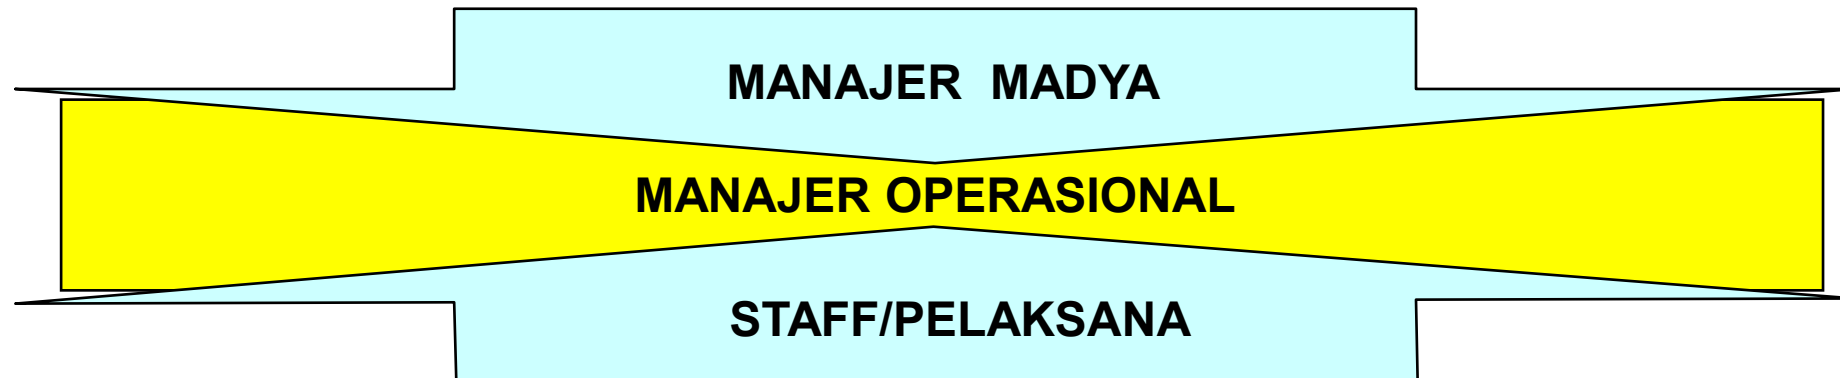 MANAJER  MADYA
MANAJER OPERASIONAL
STAFF/PELAKSANA